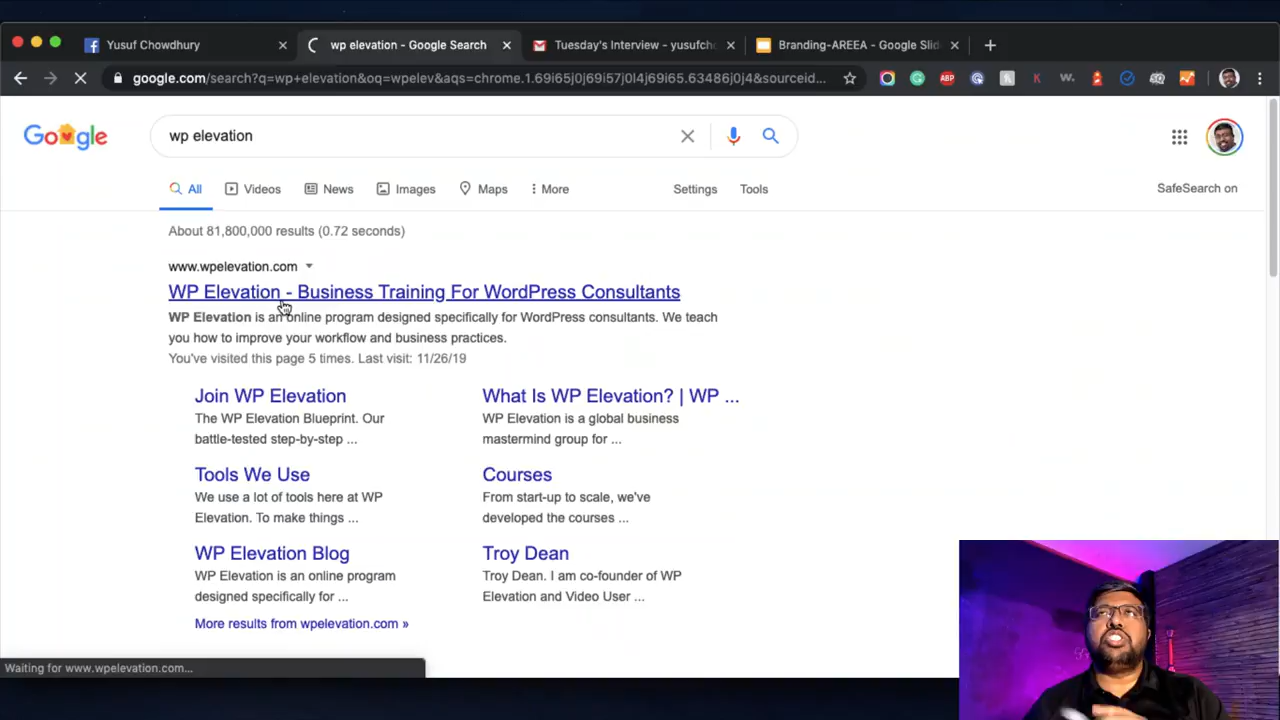 Yusuf Chowdhury
wp elevation - Google Search
Tuesday's Interview - yusufcho
Branding-AREEA - Google Slid
google.com/search?q=wp+elevation&oq=wpelev&aqs=chrome.1.69i65j0j69i57j0l4j69i65.63486j0j4&sourceid...
ABP
K
w.
Google
wp elevation
All
Videos
News
Images
Maps
More
Settings
Tools
SafeSearch on
About 81,800,000 results (0.72 seconds)
www.wpelevation.com
WP Elevation - Business Training For WordPress Consultants
WP Elevation is an online program designed specifically for WordPress consultants. We teach
you how to improve your workflow and business practices.
You've visited this page 5 times. Last visit: 11/26/19
Join WP Elevation
The WP Elevation Blueprint. Our
battle-tested step-by-step ...
What Is WP Elevation? | WP ...
WP Elevation is a global business
mastermind group for ...
Tools We Use
We use a lot of tools here at WP
Elevation. To make things ...
Courses
From start-up to scale, we've
developed the courses ...
WP Elevation Blog
WP Elevation is an online program
designed specifically for ...
Troy Dean
Troy Dean. I am co-founder of WP
Elevation and Video User ...
More results from wpelevation.com »
Waiting for www.wpelevation.com...